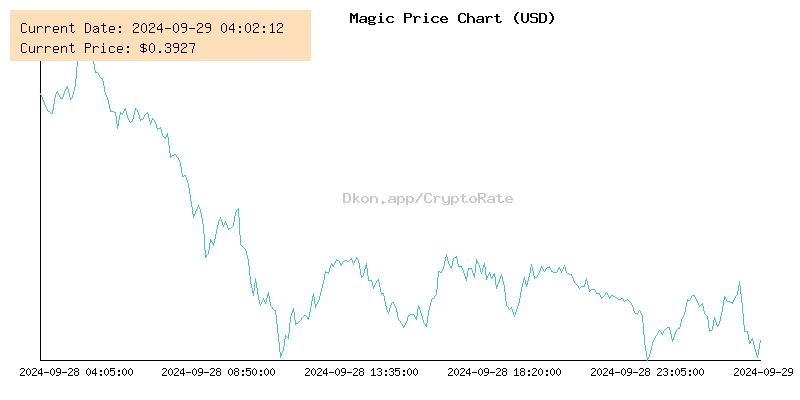 Magic Price Chart (USD)
Current Date: 2024-09-29 04:02:12
Current Price: $0.3927
Dkon.app/CryptoRate
2024-09-28 04:05:00 2024-09-28 08:50:00 2024-09-28 13:35:00 2024-09-28 18:20:00 2024-09-28 23:05:00 2024-09-29